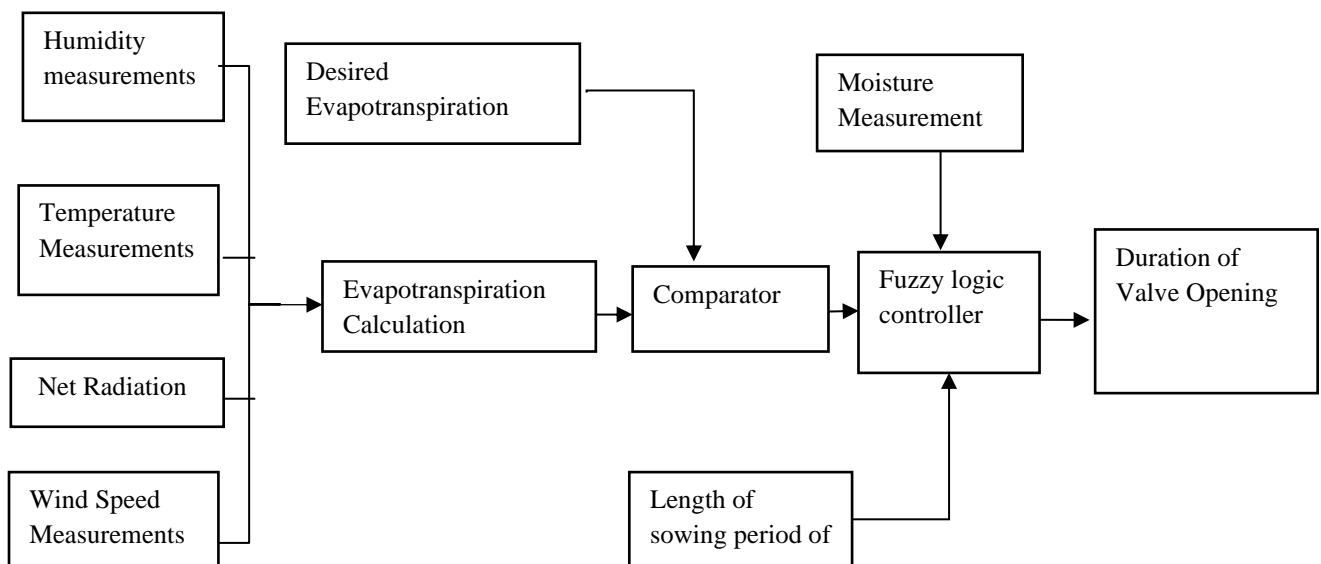 Humidity
measurements
Desired
Evapotranspiration
Moisture
Measurement
Temperature
Measurements
Evapotranspiration
Calculation
Comparator
Fuzzy logic
controller
Duration of
Valve Opening
Net Radiation
Wind Speed
Measurements
Length of
sowing period of